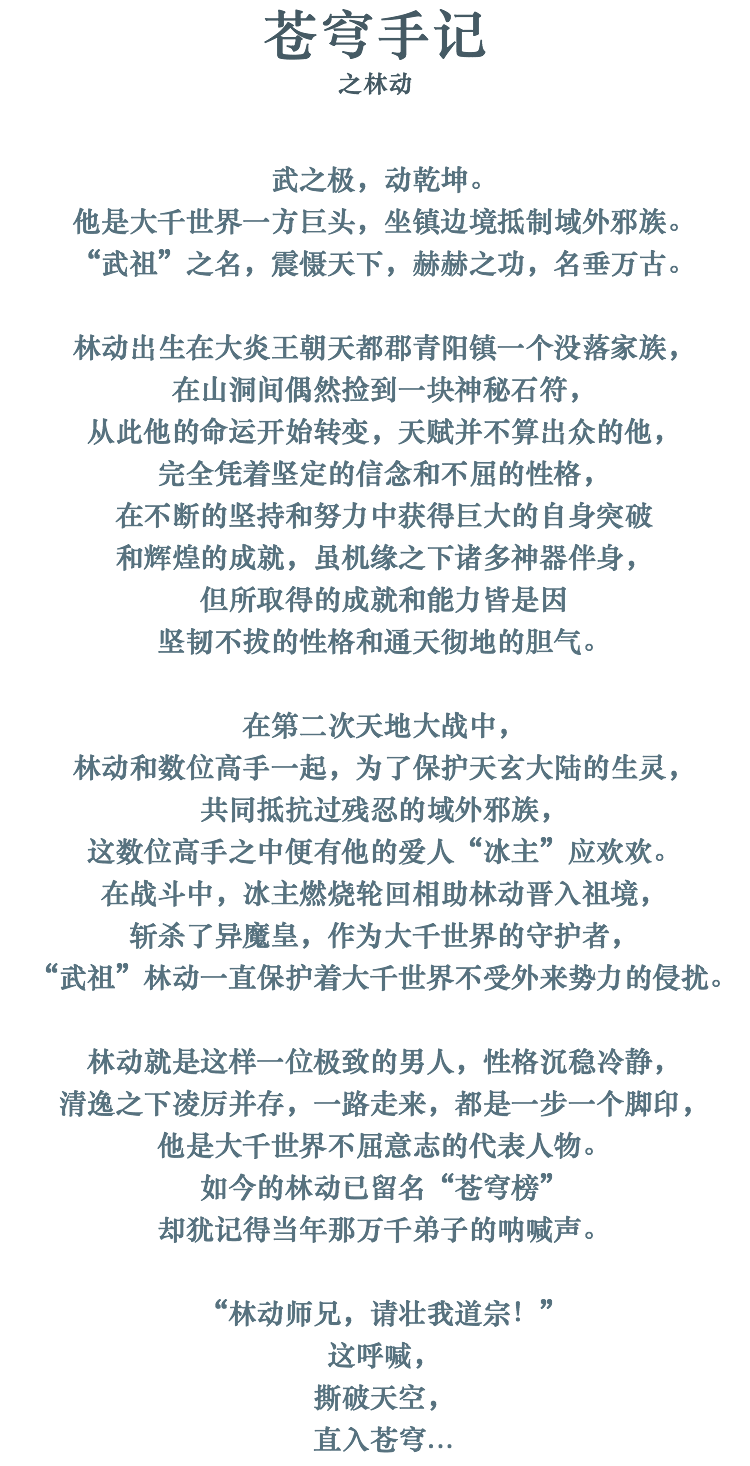 苍穹手记
之林动
武之极，动乾坤。
他是大千世界一方巨头，坐镇边境抵制域外邪族。
“武祖”之名，震慑天下，赫赫之功，名垂万古。
林动出生在大炎王朝天都郡青阳镇一个没落家族，
在山洞间偶然捡到一块神秘石符，
从此他的命运开始转变，天赋并不算出众的他，
完全凭着坚定的信念和不屈的性格，
在不断的坚持和努力中获得巨大的自身突破
和辉煌的成就，虽机缘之下诸多神器伴身，
但所取得的成就和能力皆是因
坚韧不拔的性格和通天彻地的胆气。
在第二次天地大战中，
林动和数位高手一起，为了保护天玄大陆的生灵，
共同抵抗过残忍的域外邪族，
这数位高手之中便有他的爱人“冰主”应欢欢。
在战斗中，冰主燃烧轮回相助林动晋入祖境，
斩杀了异魔皇，作为大千世界的守护者，
“武祖”林动一直保护着大千世界不受外来势力的侵扰。
林动就是这样一位极致的男人，性格沉稳冷静，
清逸之下凌厉并存，一路走来，都是一步一个脚印，
他是大千世界不屈意志的代表人物。
如今的林动已留名“苍穹榜”
却犹记得当年那万千弟子的呐喊声。
“林动师兄，请壮我道宗！”
这呼喊，
撕破天空，
直入苍穹...